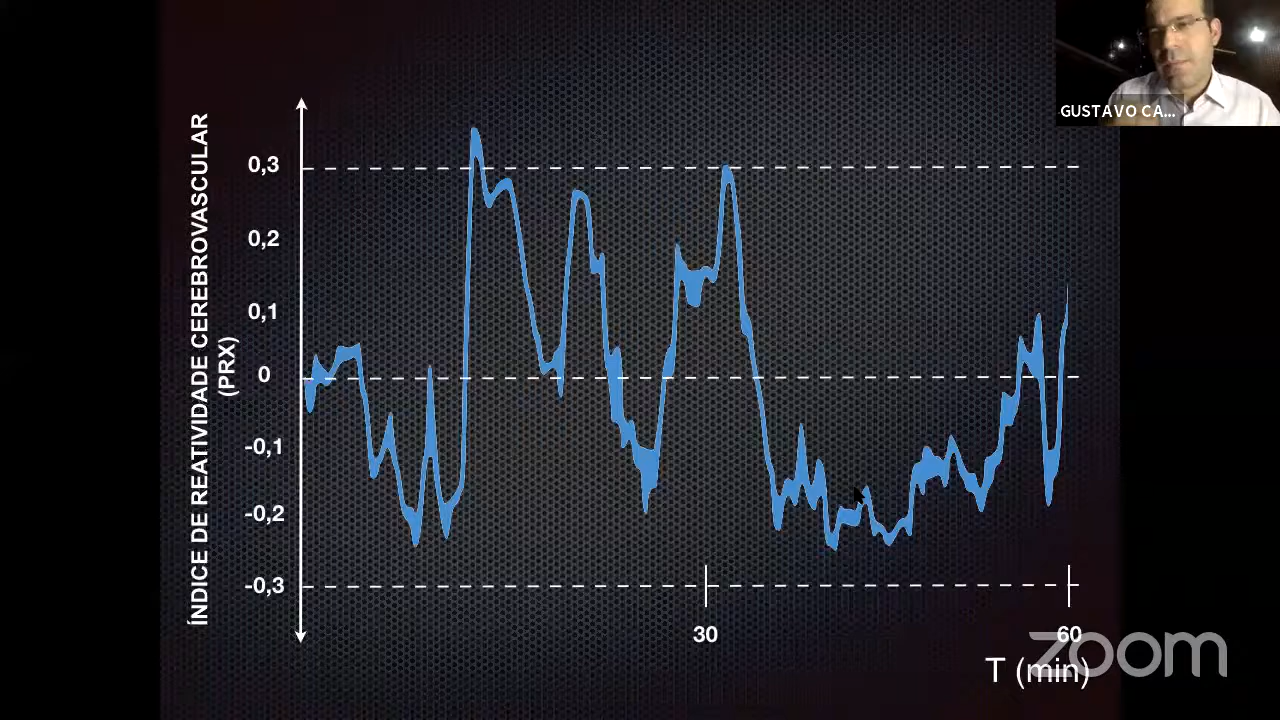 GUSTAVO CA...
ÍNDICE DE REATIVIDADE CEREBROVASCULAR
(PRX)
0,3
0,2
0,1
0
-0,1
-0,2
-0,3
30
60
T (min)
zoom